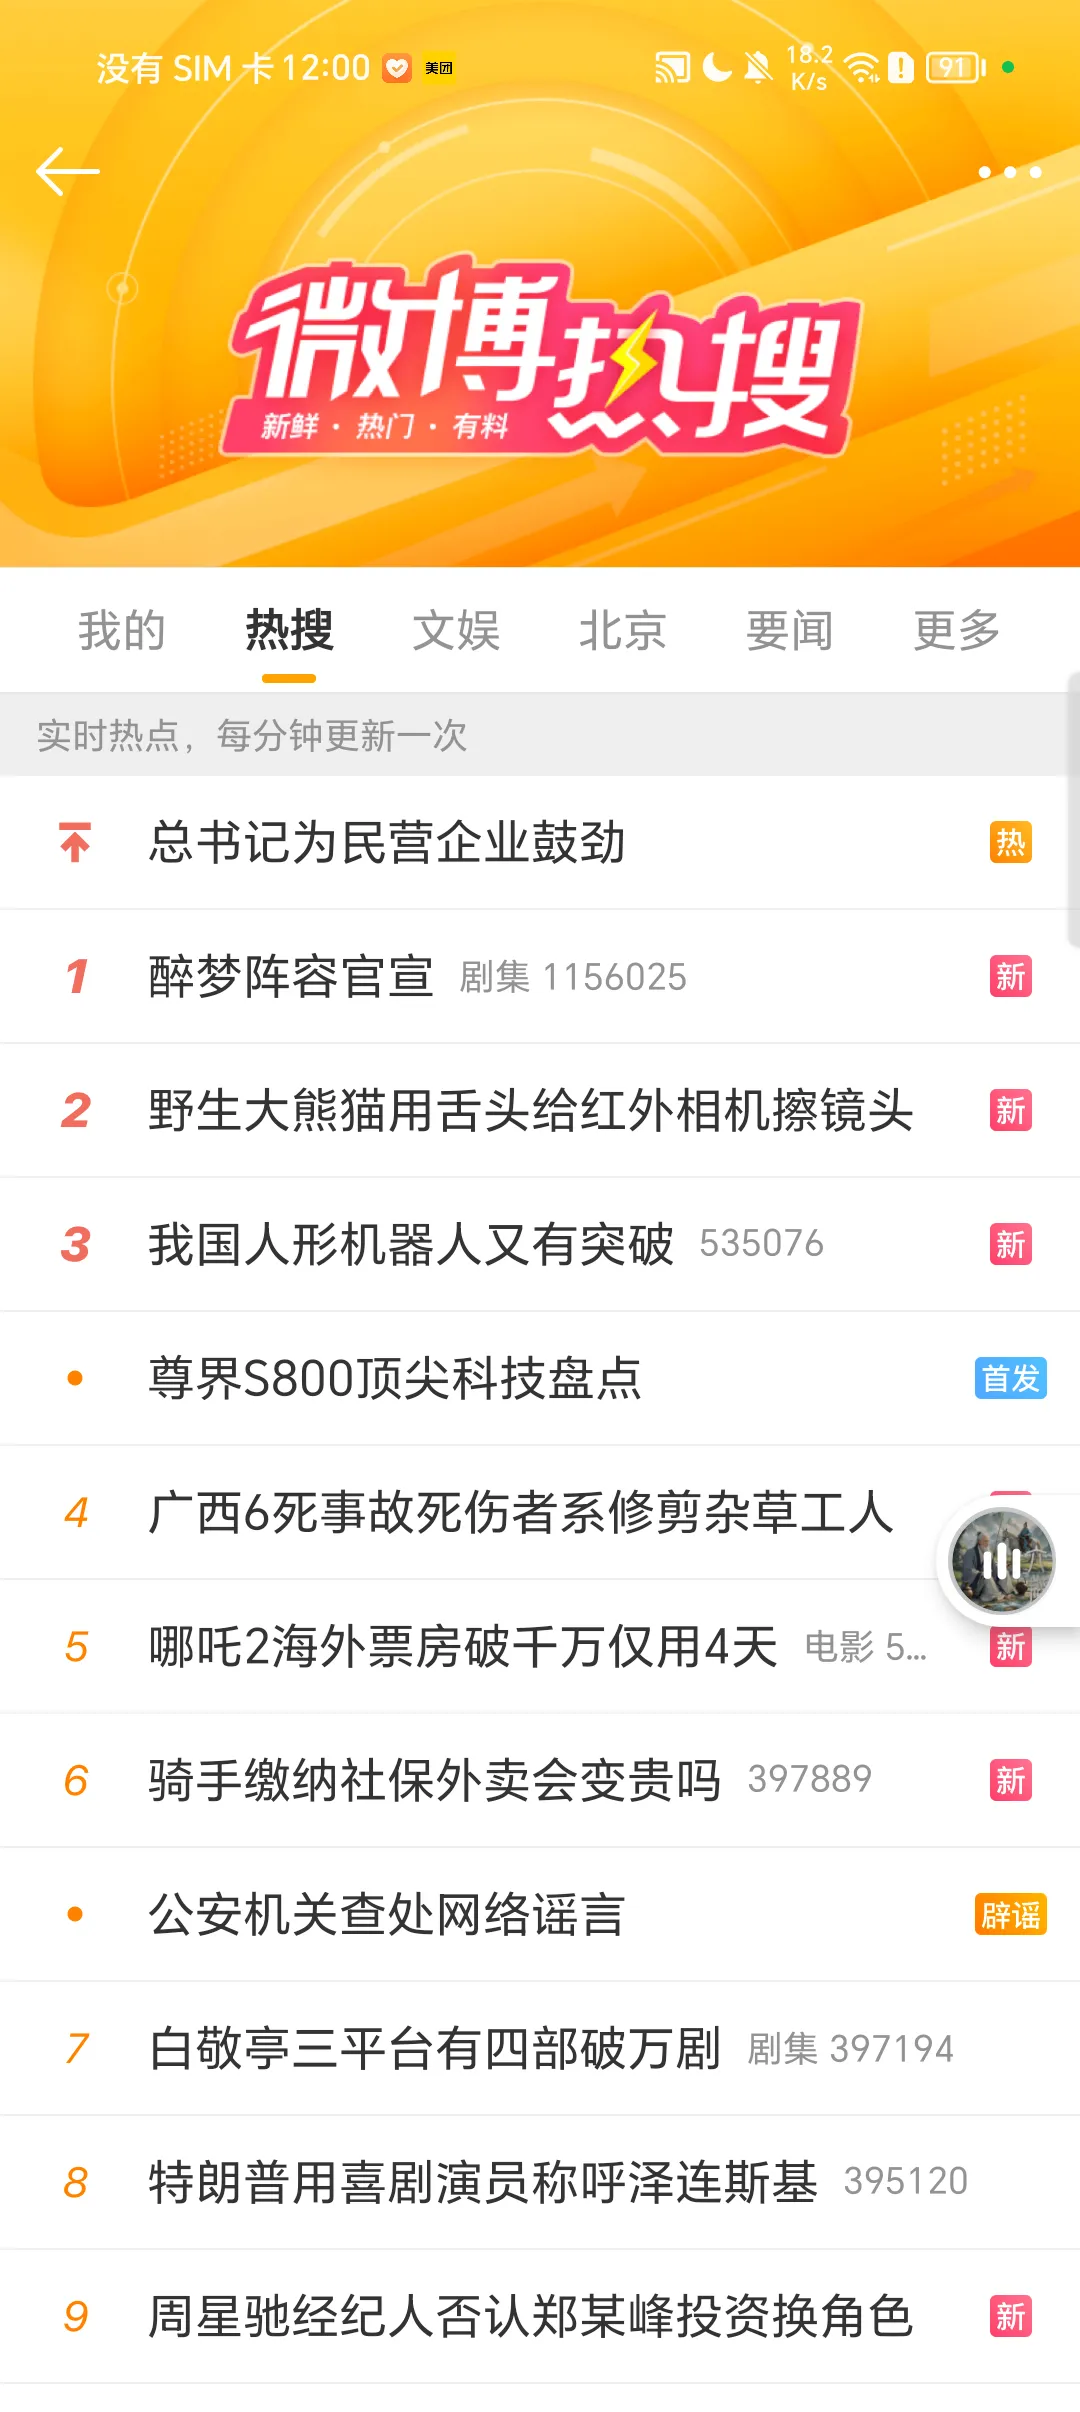 没有 SIM 卡 12:00 美团 18.2 K/s 91
微博热搜
新鲜 · 热门 · 有料
我的 热搜 文娱 北京 要闻 更多
实时热点，每分钟更新一次
总书记为民营企业鼓劲 热
1 醉梦阵容官宣 剧集 1156025 新
2 野生大熊猫用舌头给红外相机擦镜头 新
3 我国人形机器人又有突破 535076 新
尊界S800顶尖科技盘点 首发
4 广西6死事故死伤者系修剪杂草工人
5 哪吒2海外票房破千万仅用4天 电影 5... 新
6 骑手缴纳社保外卖会变贵吗 397889 新
公安机关查处网络谣言 辟谣
7 白敬亭三平台有四部破万剧 剧集 397194
8 特朗普用喜剧演员称呼泽连斯基 395120
9 周星驰经纪人否认郑某峰投资换角色 新